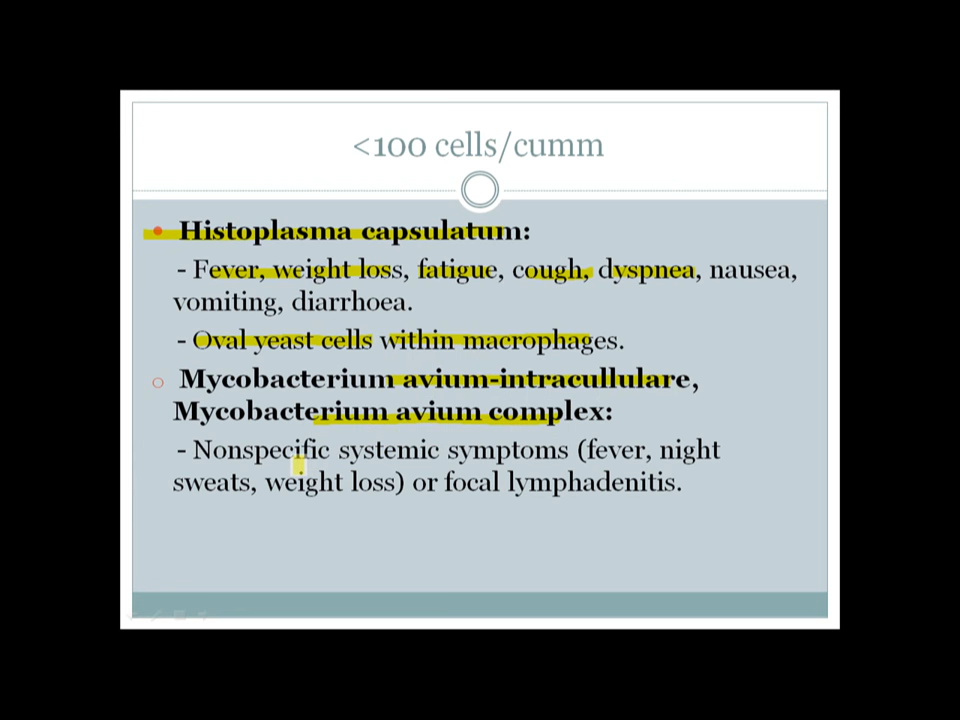 <100 cells/cumm
Histoplasma capsulatum:
- Fever, weight loss, fatigue, cough, dyspnea, nausea,
vomiting, diarrhoea.
- Oval yeast cells within macrophages.
Mycobacterium avium-intracullulare,
Mycobacterium avium complex:
- Nonspecific systemic symptoms (fever, night
sweats, weight loss) or focal lymphadenitis.